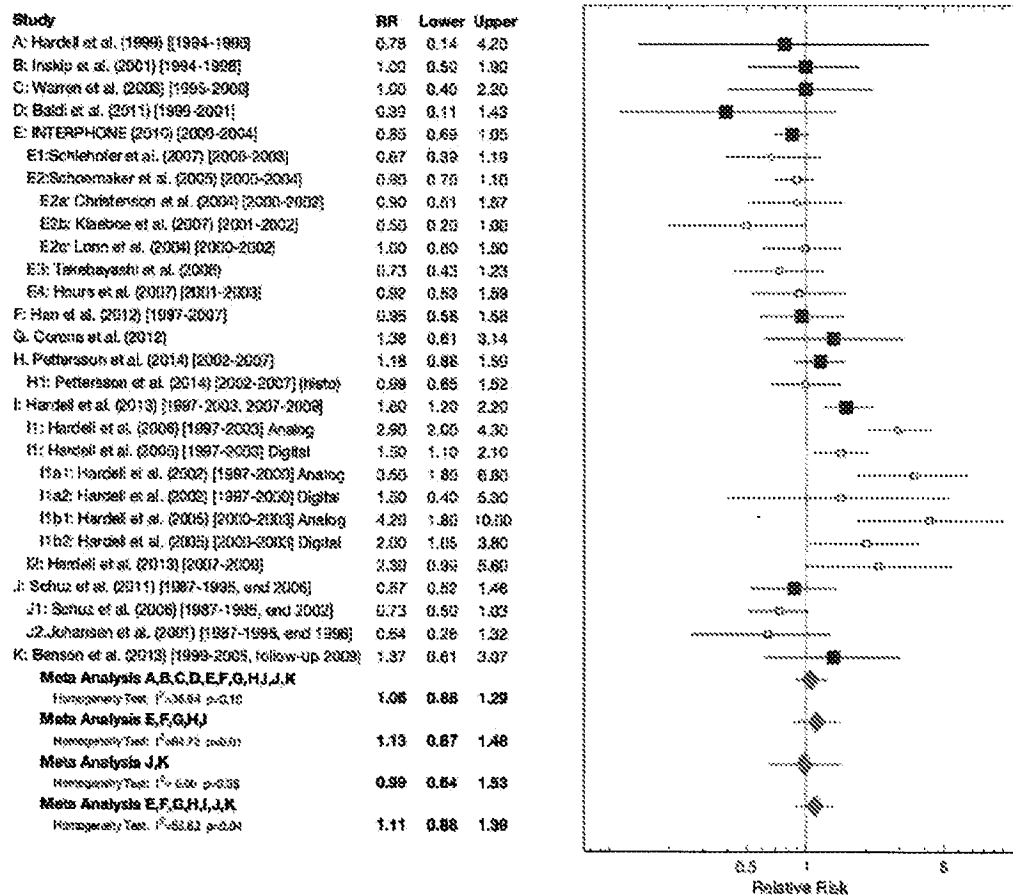 Study RR Lower Upper
A: Hardell et al. (1999) [1994-1996] 0.78 0.14 4.20
B: Inskip et al. (2001) [1994-1998] 1.00 0.50 1.90
C: Warren et al. (2003) [1995-2000] 1.00 0.40 2.20
D: Baldi et al. (2011) [1999-2001] 0.39 0.11 1.43
E: INTERPHONE (2010) [2000-2004] 0.85 0.69 1.05
E1:Schlehofer et al. (2007) [2000-2003] 0.67 0.39 1.19
E2:Schoemaker et al. (2005) [2000-2004] 0.90 0.70 1.10
E2a: Christenson et al. (2004) [2000-2002] 0.90 0.51 1.57
E2b: Klaeboe et al. (2007) [2001-2002] 0.50 0.20 1.00
E2c: Lonn et al. (2004) [2000-2002] 1.00 0.60 1.50
E3: Takebayashi et al. (2006) 0.73 0.43 1.23
E4: Hours et al. (2007) [2001-2003] 0.92 0.53 1.59
F: Han et al. (2012) [1997-2007] 0.95 0.58 1.58
G. Corona et al. (2012) 1.38 0.61 3.14
H. Pettersson et al. (2014) [2002-2007] 1.18 0.88 1.59
H1: Pettersson et al. (2014) [2002-2007] (histo) 0.99 0.65 1.52
I: Hardell et al. (2013) [1997-2003, 2007-2009] 1.60 1.20 2.20
I1: Hardell et al. (2006) [1997-2003] Analog 2.90 2.00 4.30
I1: Hardell et al. (2005) [1997-2003] Digital 1.50 1.10 2.10
I1a1: Hardell et al. (2002) [1997-2000] Analog 3.50 1.80 6.80
I1a2: Hardell et al. (2002) [1997-2000] Digital 1.50 0.40 5.30
I1b1: Hardell et al. (2005) [2000-2003] Analog 4.20 1.80 10.00
I1b2: Hardell et al. (2005) [2000-2003] Digital 2.00 1.05 3.80
I2: Hardell et al. (2013) [2007-2009] 2.39 0.99 5.60
J: Schuz et al. (2011) [1987-1995, end 2006] 0.87 0.52 1.46
J1: Schuz et al. (2006) [1987-1995, end 2002] 0.73 0.50 1.03
J2.Johansen et al. (2001) [1987-1995, end 1996] 0.64 0.26 1.32
K: Benson et al. (2013) [1999-2005, follow-up 2009] 1.37 0.61 3.07
Meta Analysis A,B,C,D,E,F,G,H,I,J,K
Homogeneity Test: 1.06 0.88 1.29
Meta Analysis E,F,G,H,I
Homogeneity Test: 1.13 0.87 1.48
Meta Analysis J,K
Homogeneity Test: 0.99 0.64 1.53
Meta Analysis E,F,G,H,I,J,K
Homogeneity Test: 1.11 0.88 1.39
0.5 1 5
Relative Risk